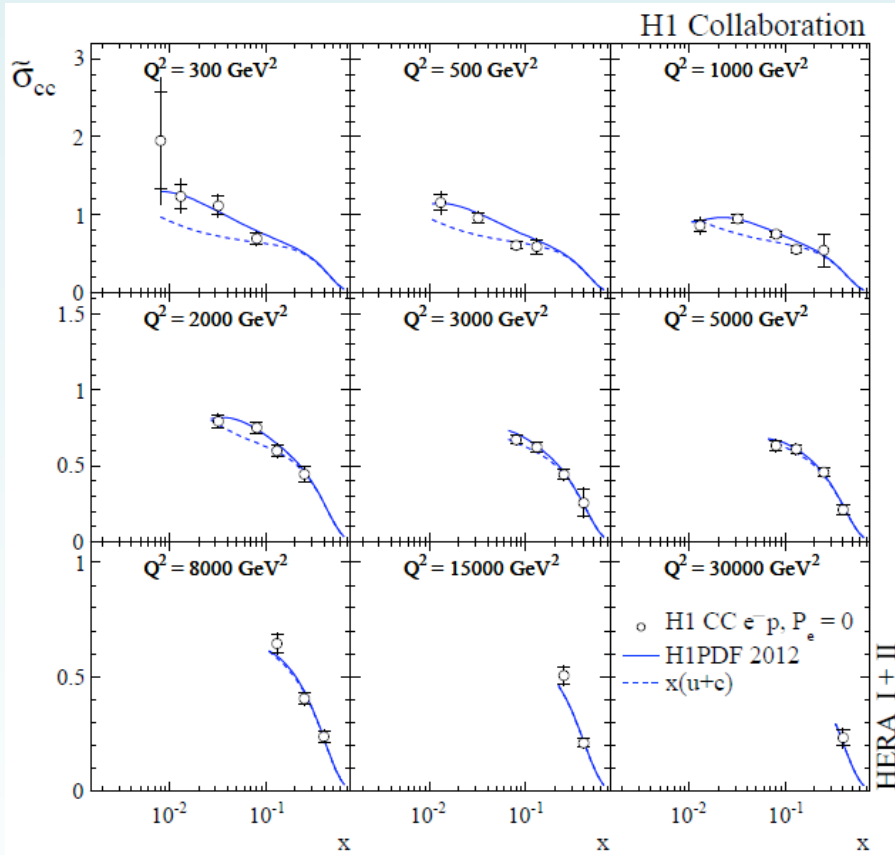 H1 Collaboration
σ̃cc
Q² = 300 GeV²
Q² = 500 GeV²
Q² = 1000 GeV²
3
2
1
0
Q² = 2000 GeV²
Q² = 3000 GeV²
Q² = 5000 GeV²
1.5
1
0.5
0
Q² = 8000 GeV²
Q² = 15000 GeV²
Q² = 30000 GeV²
1
0.5
0
H1 CC e⁻p, Pₑ = 0
H1PDF 2012
x(u+c)
HERA I + II
10⁻² 10⁻¹ 10⁻² 10⁻¹ 10⁻² 10⁻¹
x x x